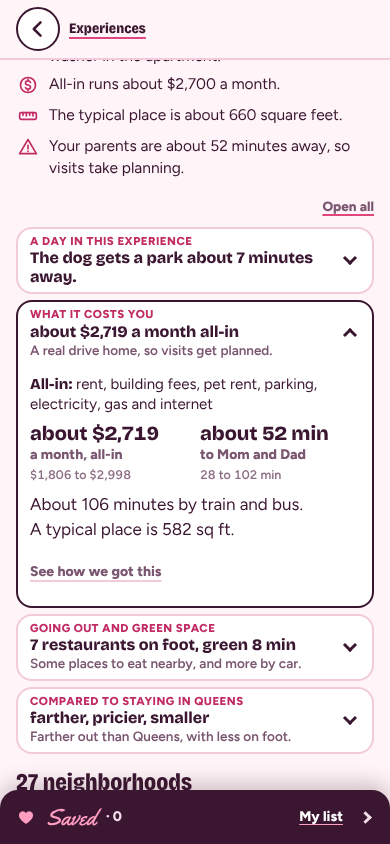 Experiences
washer in the apartment.
All-in runs about $2,700 a month.
The typical place is about 660 square feet.
Your parents are about 52 minutes away, so
visits take planning.
Open all
A DAY IN THIS EXPERIENCE
The dog gets a park about 7 minutes
away.
WHAT IT COSTS YOU
about $2,719 a month all-in
A real drive home, so visits get planned.
All-in: rent, building fees, pet rent, parking,
electricity, gas and internet
about $2,719
a month, all-in
$1,806 to $2,998
about 52 min
to Mom and Dad
28 to 102 min
About 106 minutes by train and bus.
A typical place is 582 sq ft.
See how we got this
GOING OUT AND GREEN SPACE
7 restaurants on foot, green 8 min
Some places to eat nearby, and more by car.
COMPARED TO STAYING IN QUEENS
farther, pricier, smaller
Farther out than Queens, with less on foot.
27 neighborhoods
Saved · 0
My list